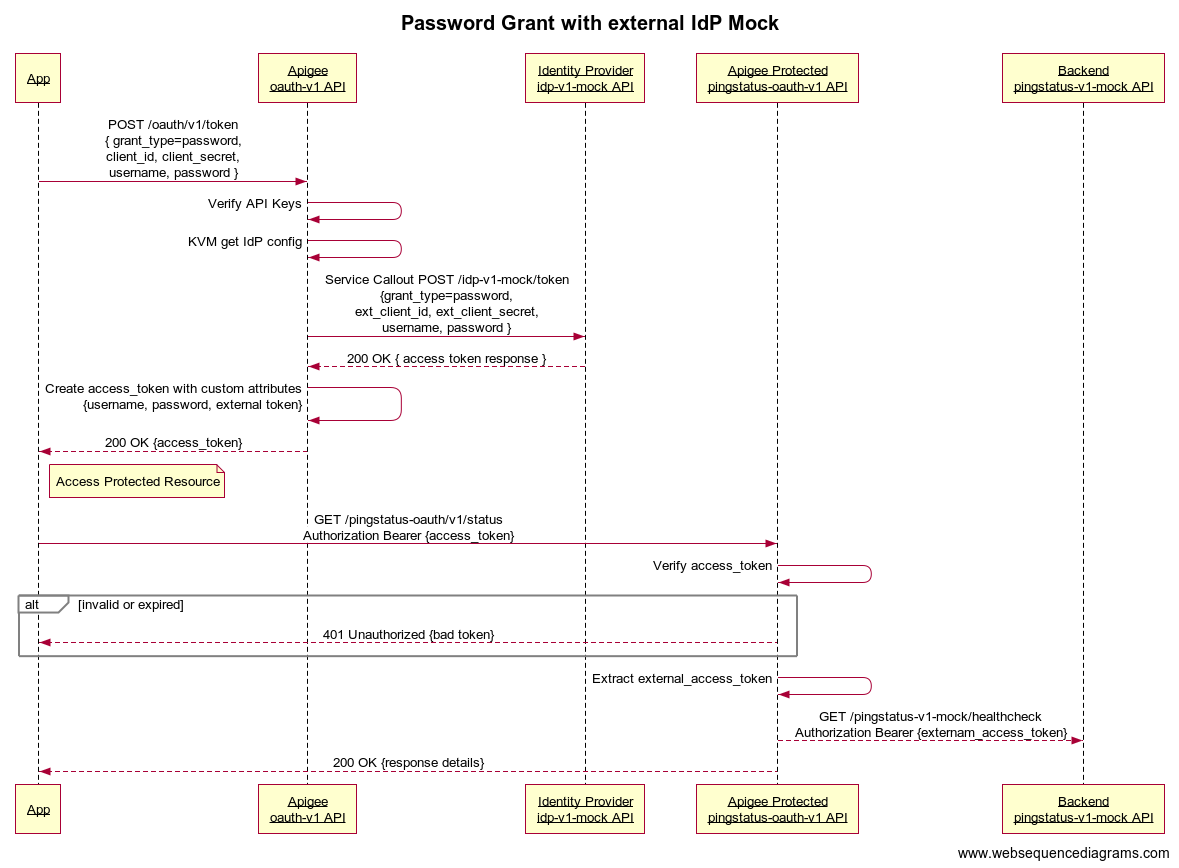 Password Grant with external IdP Mock
App
Apigee
oauth-v1 API
Identity Provider
idp-v1-mock API
Apigee Protected
pingstatus-oauth-v1 API
Backend
pingstatus-v1-mock API
POST /oauth/v1/token
{ grant_type=password,
client_id, client_secret,
username, password }
Verify API Keys
KVM get IdP config
Service Callout POST /idp-v1-mock/token
{grant_type=password,
ext_client_id, ext_client_secret,
username, password }
200 OK { access token response }
Create access_token with custom attributes
{username, password, external token}
200 OK {access_token}
Access Protected Resource
GET /pingstatus-oauth/v1/status
Authorization Bearer {access_token}
Verify access_token
alt [invalid or expired]
401 Unauthorized {bad token}
Extract external_access_token
GET /pingstatus-v1-mock/healthcheck
Authorization Bearer {externam_access_token}
200 OK {response details}
App
Apigee
oauth-v1 API
Identity Provider
idp-v1-mock API
Apigee Protected
pingstatus-oauth-v1 API
Backend
pingstatus-v1-mock API
www.websequencediagrams.com